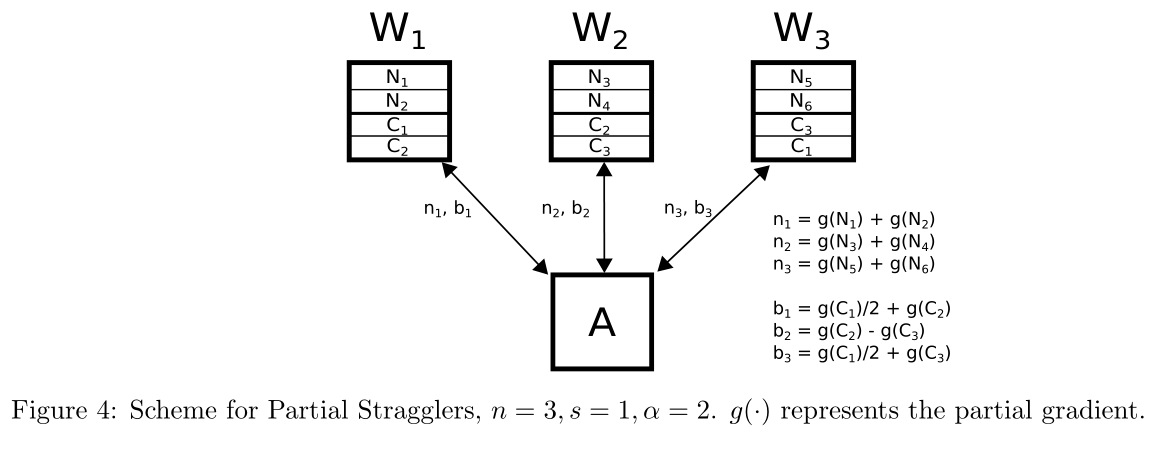 W₁ W₂ W₃
N₁ N₃ N₅
N₂ N₄ N₆
C₁ C₂ C₃
C₂ C₃ C₁
n₁, b₁ n₂, b₂ n₃, b₃
n₁ = g(N₁) + g(N₂)
n₂ = g(N₃) + g(N₄)
n₃ = g(N₅) + g(N₆)
b₁ = g(C₁)/2 + g(C₂)
b₂ = g(C₂) - g(C₃)
b₃ = g(C₁)/2 + g(C₃)
A
Figure 4: Scheme for Partial Stragglers, n = 3, s = 1, α = 2. g(·) represents the partial gradient.